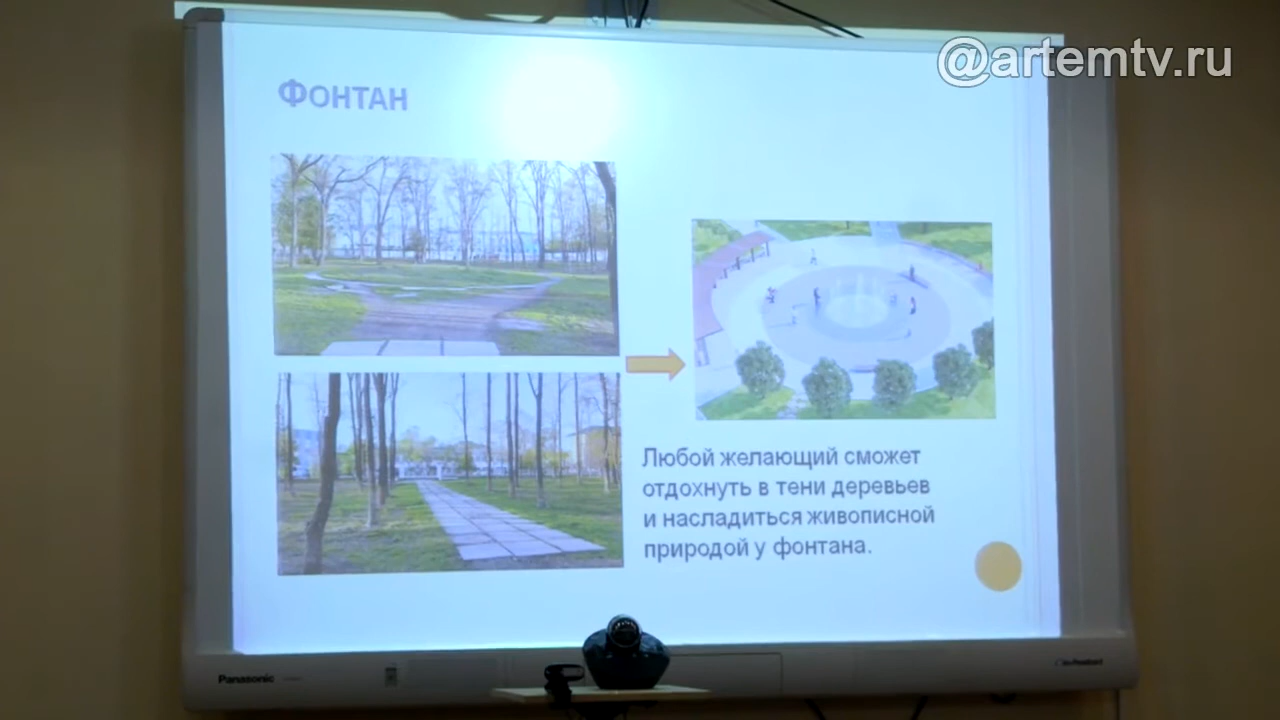 @artemtv.ru
ФОНТАН
Любой желающий сможет
отдохнуть в тени деревьев
и насладиться живописной
природой у фонтана.
Panasonic